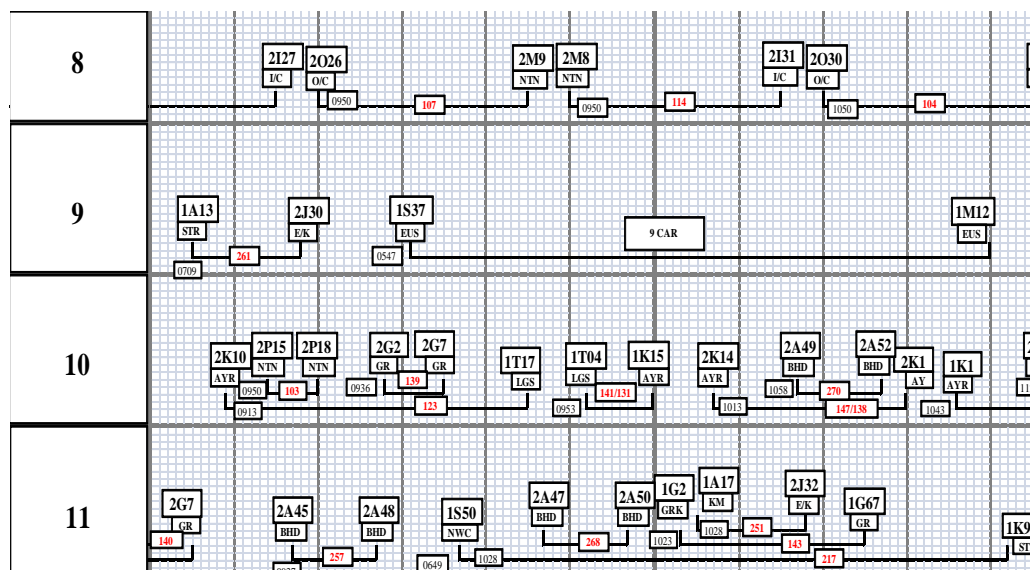 8
2I27
I/C
2O26
O/C
0950
107
2M9
NTN
2M8
NTN
0950
114
2I31
I/C
2O30
O/C
1050
104
9
1A13
STR
0709
261
2J30
E/K
1S37
EUS
0547
9 CAR
1M12
EUS
10
2K10
AYR
0913
2P15
NTN
0950
103
2P18
NTN
0936
2G2
GR
139
2G7
GR
123
1T17
LGS
1T04
LGS
0953
141/131
1K15
AYR
2K14
AYR
1013
2A49
BHD
1058
270
2A52
BHD
147/138
2K1
AY
1K1
AYR
1043
2
11
11
2G7
GR
140
2A45
BHD
257
2A48
BHD
0649
1S50
NWC
1028
2A47
BHD
268
2A50
BHD
1G2
GRK
1023
1A17
KM
1028
251
2J32
E/K
143
1G67
GR
217
1K9
ST